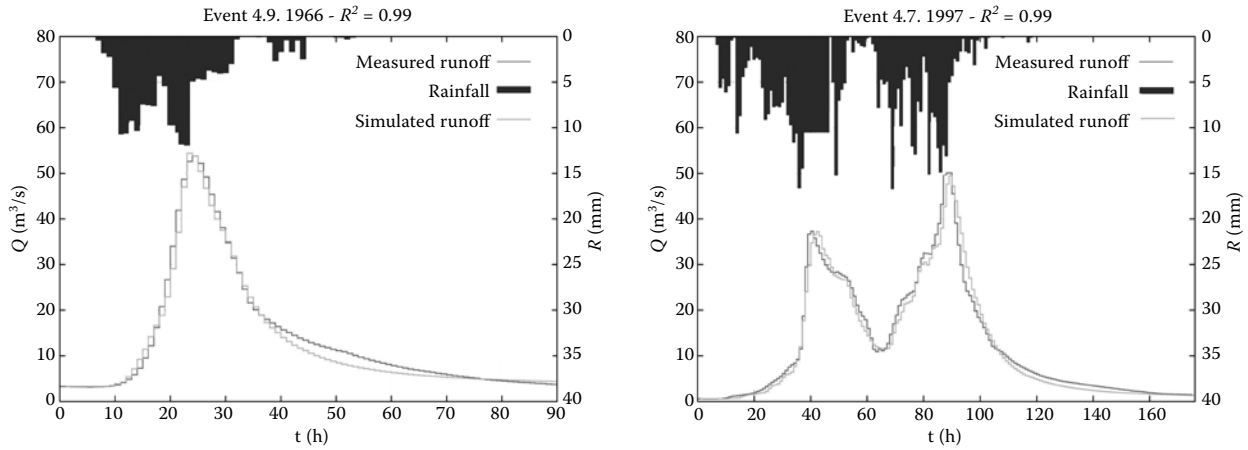 Event 4.9. 1966 - R² = 0.99
80
70
60
50
40
30
20
10
0
Q (m³/s)
Measured runoff
Rainfall
Simulated runoff
0
5
10
15
20
25
30
35
40
R (mm)
0 10 20 30 40 50 60 70 80 90
t (h)
Event 4.7. 1997 - R² = 0.99
80
70
60
50
40
30
20
10
0
Q (m³/s)
Measured runoff
Rainfall
Simulated runoff
0
5
10
15
20
25
30
35
40
R (mm)
0 20 40 60 80 100 120 140 160
t (h)